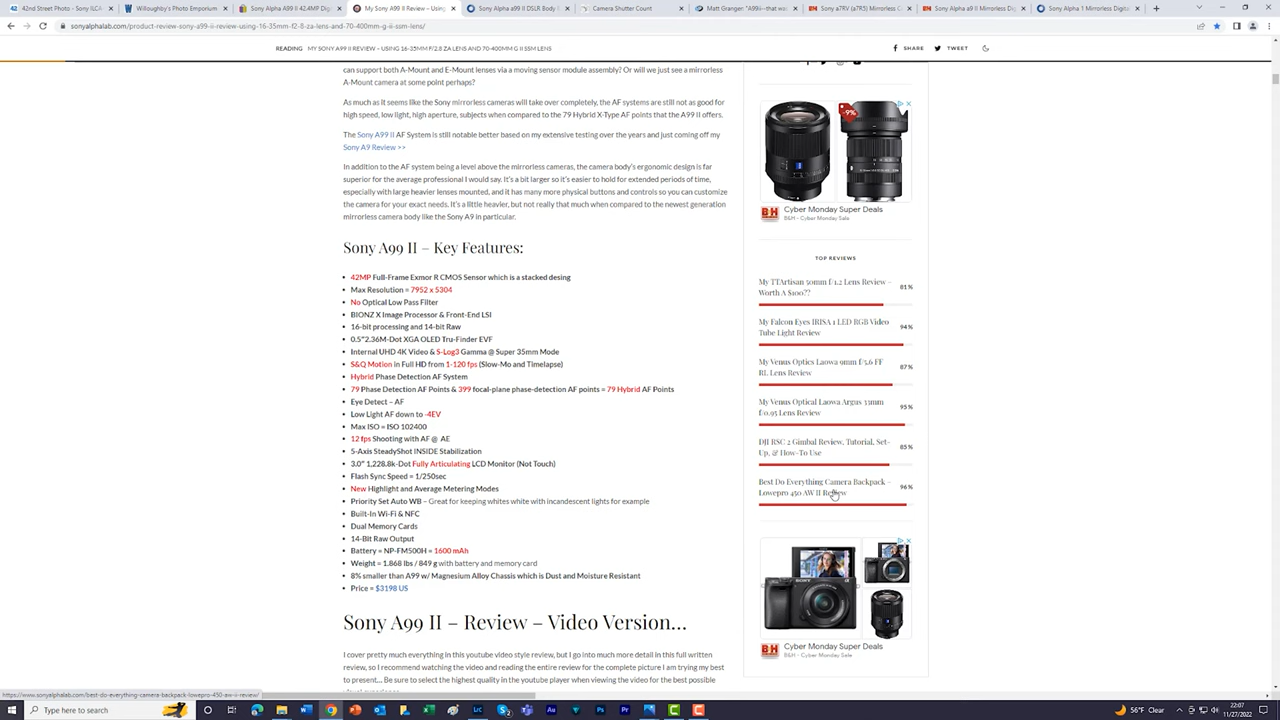 42nd Street Photo - Sony ILCA
Willoughby's Photo Emporium
Sony Alpha A99 II 42.4MP Digi
My Sony A99 II Review – Using
Sony Alpha a99 II DSLR Body
Camera Shutter Count
Matt Granger: "A99ii—that wa
Sony a7RV (a7R5) Mirrorless C
Sony Alpha a9 II Mirrorless Dig
Sony Alpha 1 Mirrorless Digita
sonyalphalab.com/product-review-sony-a99-ii-review-using-16-35mm-f2-8-za-lens-and-70-400mm-g-ii-ssm-lens/
READING MY SONY A99 II REVIEW – USING 16-35MM F/2.8 ZA LENS AND 70-400MM G II SSM LENS
SHARE TWEET
can support both A-Mount and E-Mount lenses via a moving sensor module assembly? Or will we just see a mirrorless
A-Mount camera at some point perhaps?
As much as it seems like the Sony mirrorless cameras will take over completely, the AF systems are still not as good for
high speed, low light, high aperture, subjects when compared to the 79 Hybrid X-Type AF points that the A99 II offers.
The Sony A99 II AF System is still notable better based on my extensive testing over the years and just coming off my
Sony A9 Review >>
In addition to the AF system being a level above the mirrorless cameras, the camera body's ergonomic design is far
superior for the average professional I would say. It's a bit larger so it's easier to hold for extended periods of time,
especially with large heavier lenses mounted, and it has many more physical buttons and controls so you can customize
the camera for your exact needs. It's a little heavier, but not really that much when compared to the newest generation
mirrorless camera body like the Sony A9 in particular.
Sony A99 II – Key Features:
42MP Full-Frame Exmor R CMOS Sensor which is a stacked desing
Max Resolution = 7952 x 5304
No Optical Low Pass Filter
BIONZ X Image Processor & Front-End LSI
16-bit processing and 14-bit Raw
0.5"2.36M-Dot XGA OLED Tru-Finder EVF
Internal UHD 4K Video & S-Log3 Gamma @ Super 35mm Mode
S&Q Motion in Full HD from 1-120 fps (Slow-Mo and Timelapse)
Hybrid Phase Detection AF System
79 Phase Detection AF Points & 399 focal-plane phase-detection AF points = 79 Hybrid AF Points
Eye Detect – AF
Low Light AF down to -4EV
Max ISO = ISO 102400
12 fps Shooting with AF @ AE
5-Axis SteadyShot INSIDE Stabilization
3.0" 1,228.8k-Dot Fully Articulating LCD Monitor (Not Touch)
Flash Sync Speed = 1/250sec
New Highlight and Average Metering Modes
Priority Set Auto WB – Great for keeping whites white with incandescent lights for example
Built-In Wi-Fi & NFC
Dual Memory Cards
14-Bit Raw Output
Battery = NP-FM500H = 1600 mAh
Weight = 1.868 lbs / 849 g with battery and memory card
8% smaller than A99 w/ Magnesium Alloy Chassis which is Dust and Moisture Resistant
Price = $3198 US
Sony A99 II – Review – Video Version…
I cover pretty much everything in this youtube video style review, but I go into much more detail in this full written
review, so I recommend watching the video and reading the entire review for the complete picture I am trying my best
to present… Be sure to select the highest quality in the youtube player when viewing the video for the best possible
-9%
Cyber Monday Super Deals
B&H - Cyber Monday Sale
TOP REVIEWS
My TTArtisan 50mm f/1.2 Lens Review –
Worth A $100?? 81%
My Falcon Eyes IRISA 1 LED RGB Video
Tube Light Review 94%
My Venus Optics Laowa 9mm f/5.6 FF
RL Lens Review 87%
My Venus Optical Laowa Argus 35mm
f/0.95 Lens Review 95%
DJI RSC 2 Gimbal Review, Tutorial, Set-
Up, & How-To Use 85%
Best Do Everything Camera Backpack –
Lowepro 450 AW II Review 96%
Cyber Monday Super Deals
B&H - Cyber Monday Sale
https://www.sonyalphalab.com/best-do-everything-camera-backpack-lowepro-450-aw-ii-review/
Type here to search
56°F Clear
22:07
11/27/2022